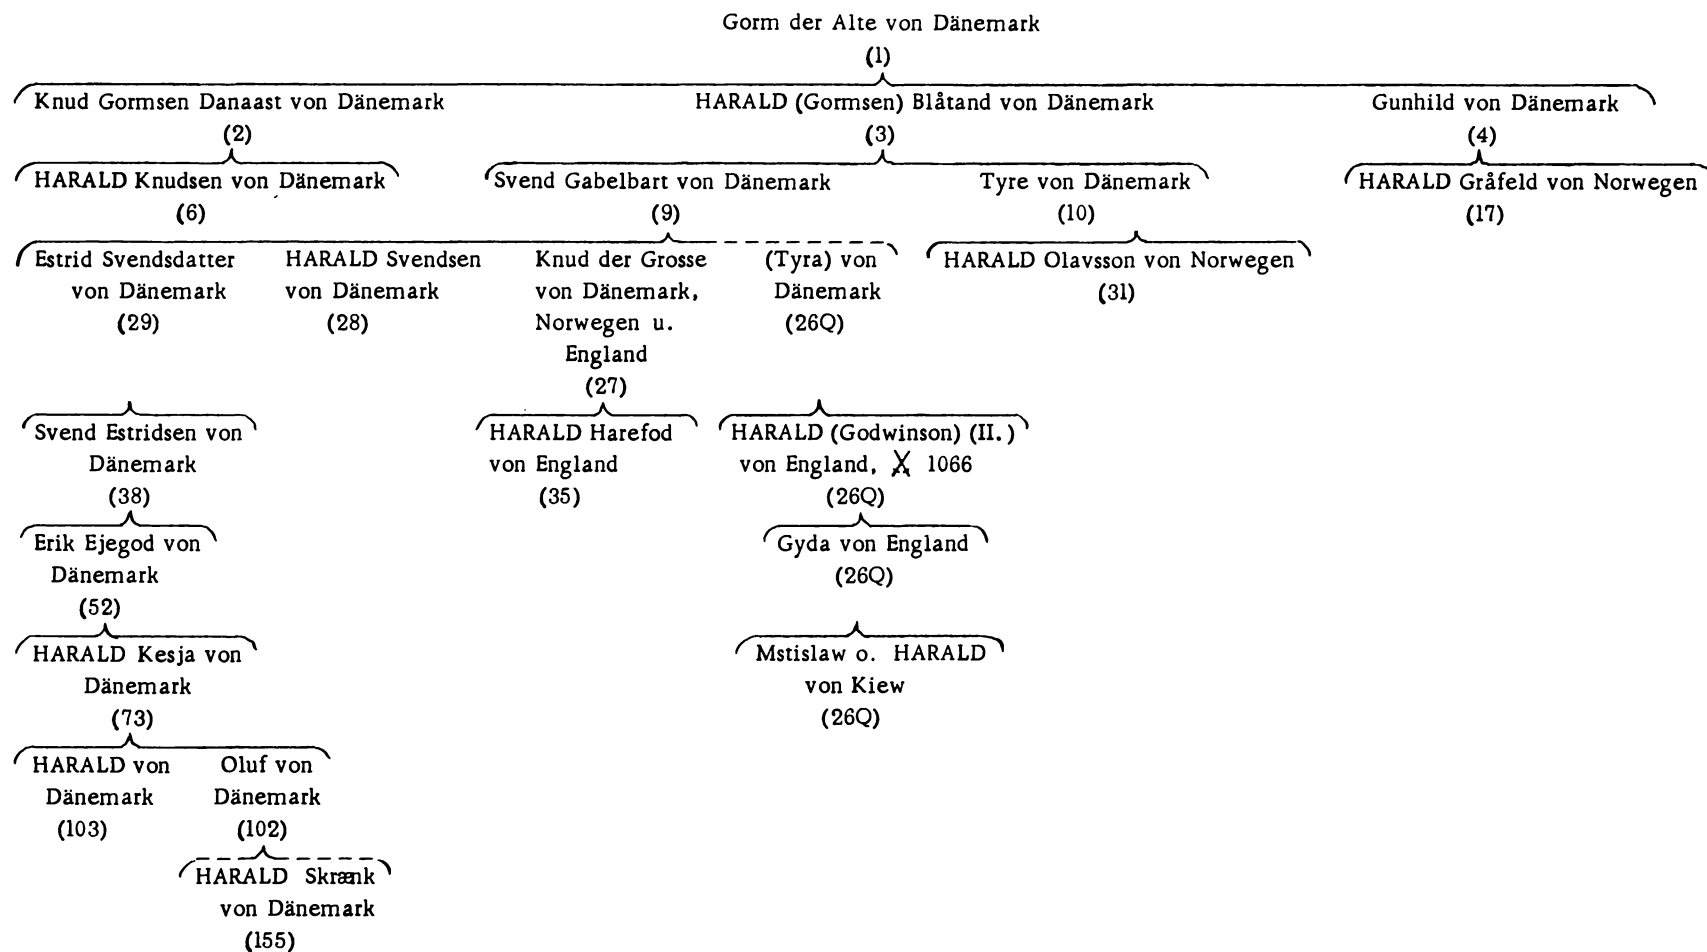 Gorm der Alte von Dänemark
(1)
Knud Gormsen Danaast von Dänemark
(2)
HARALD (Gormsen) Blåtand von Dänemark
(3)
Gunhild von Dänemark
(4)
HARALD Knudsen von Dänemark
(6)
Svend Gabelbart von Dänemark
(9)
Tyre von Dänemark
(10)
HARALD Gråfeld von Norwegen
(17)
Estrid Svendsdatter
von Dänemark
(29)
HARALD Svendsen
von Dänemark
(28)
Knud der Grosse
von Dänemark,
Norwegen u.
England
(27)
(Tyra) von
Dänemark
(26Q)
HARALD Olavsson von Norwegen
(31)
Svend Estridsen von
Dänemark
(38)
HARALD Harefod
von England
(35)
HARALD (Godwinson) (II.)
von England, ⚔ 1066
(26Q)
Erik Ejegod von
Dänemark
(52)
Gyda von England
(26Q)
HARALD Kesja von
Dänemark
(73)
Mstislaw o. HARALD
von Kiew
(26Q)
HARALD von
Dänemark
(103)
Oluf von
Dänemark
(102)
HARALD Skrænk
von Dänemark
(155)